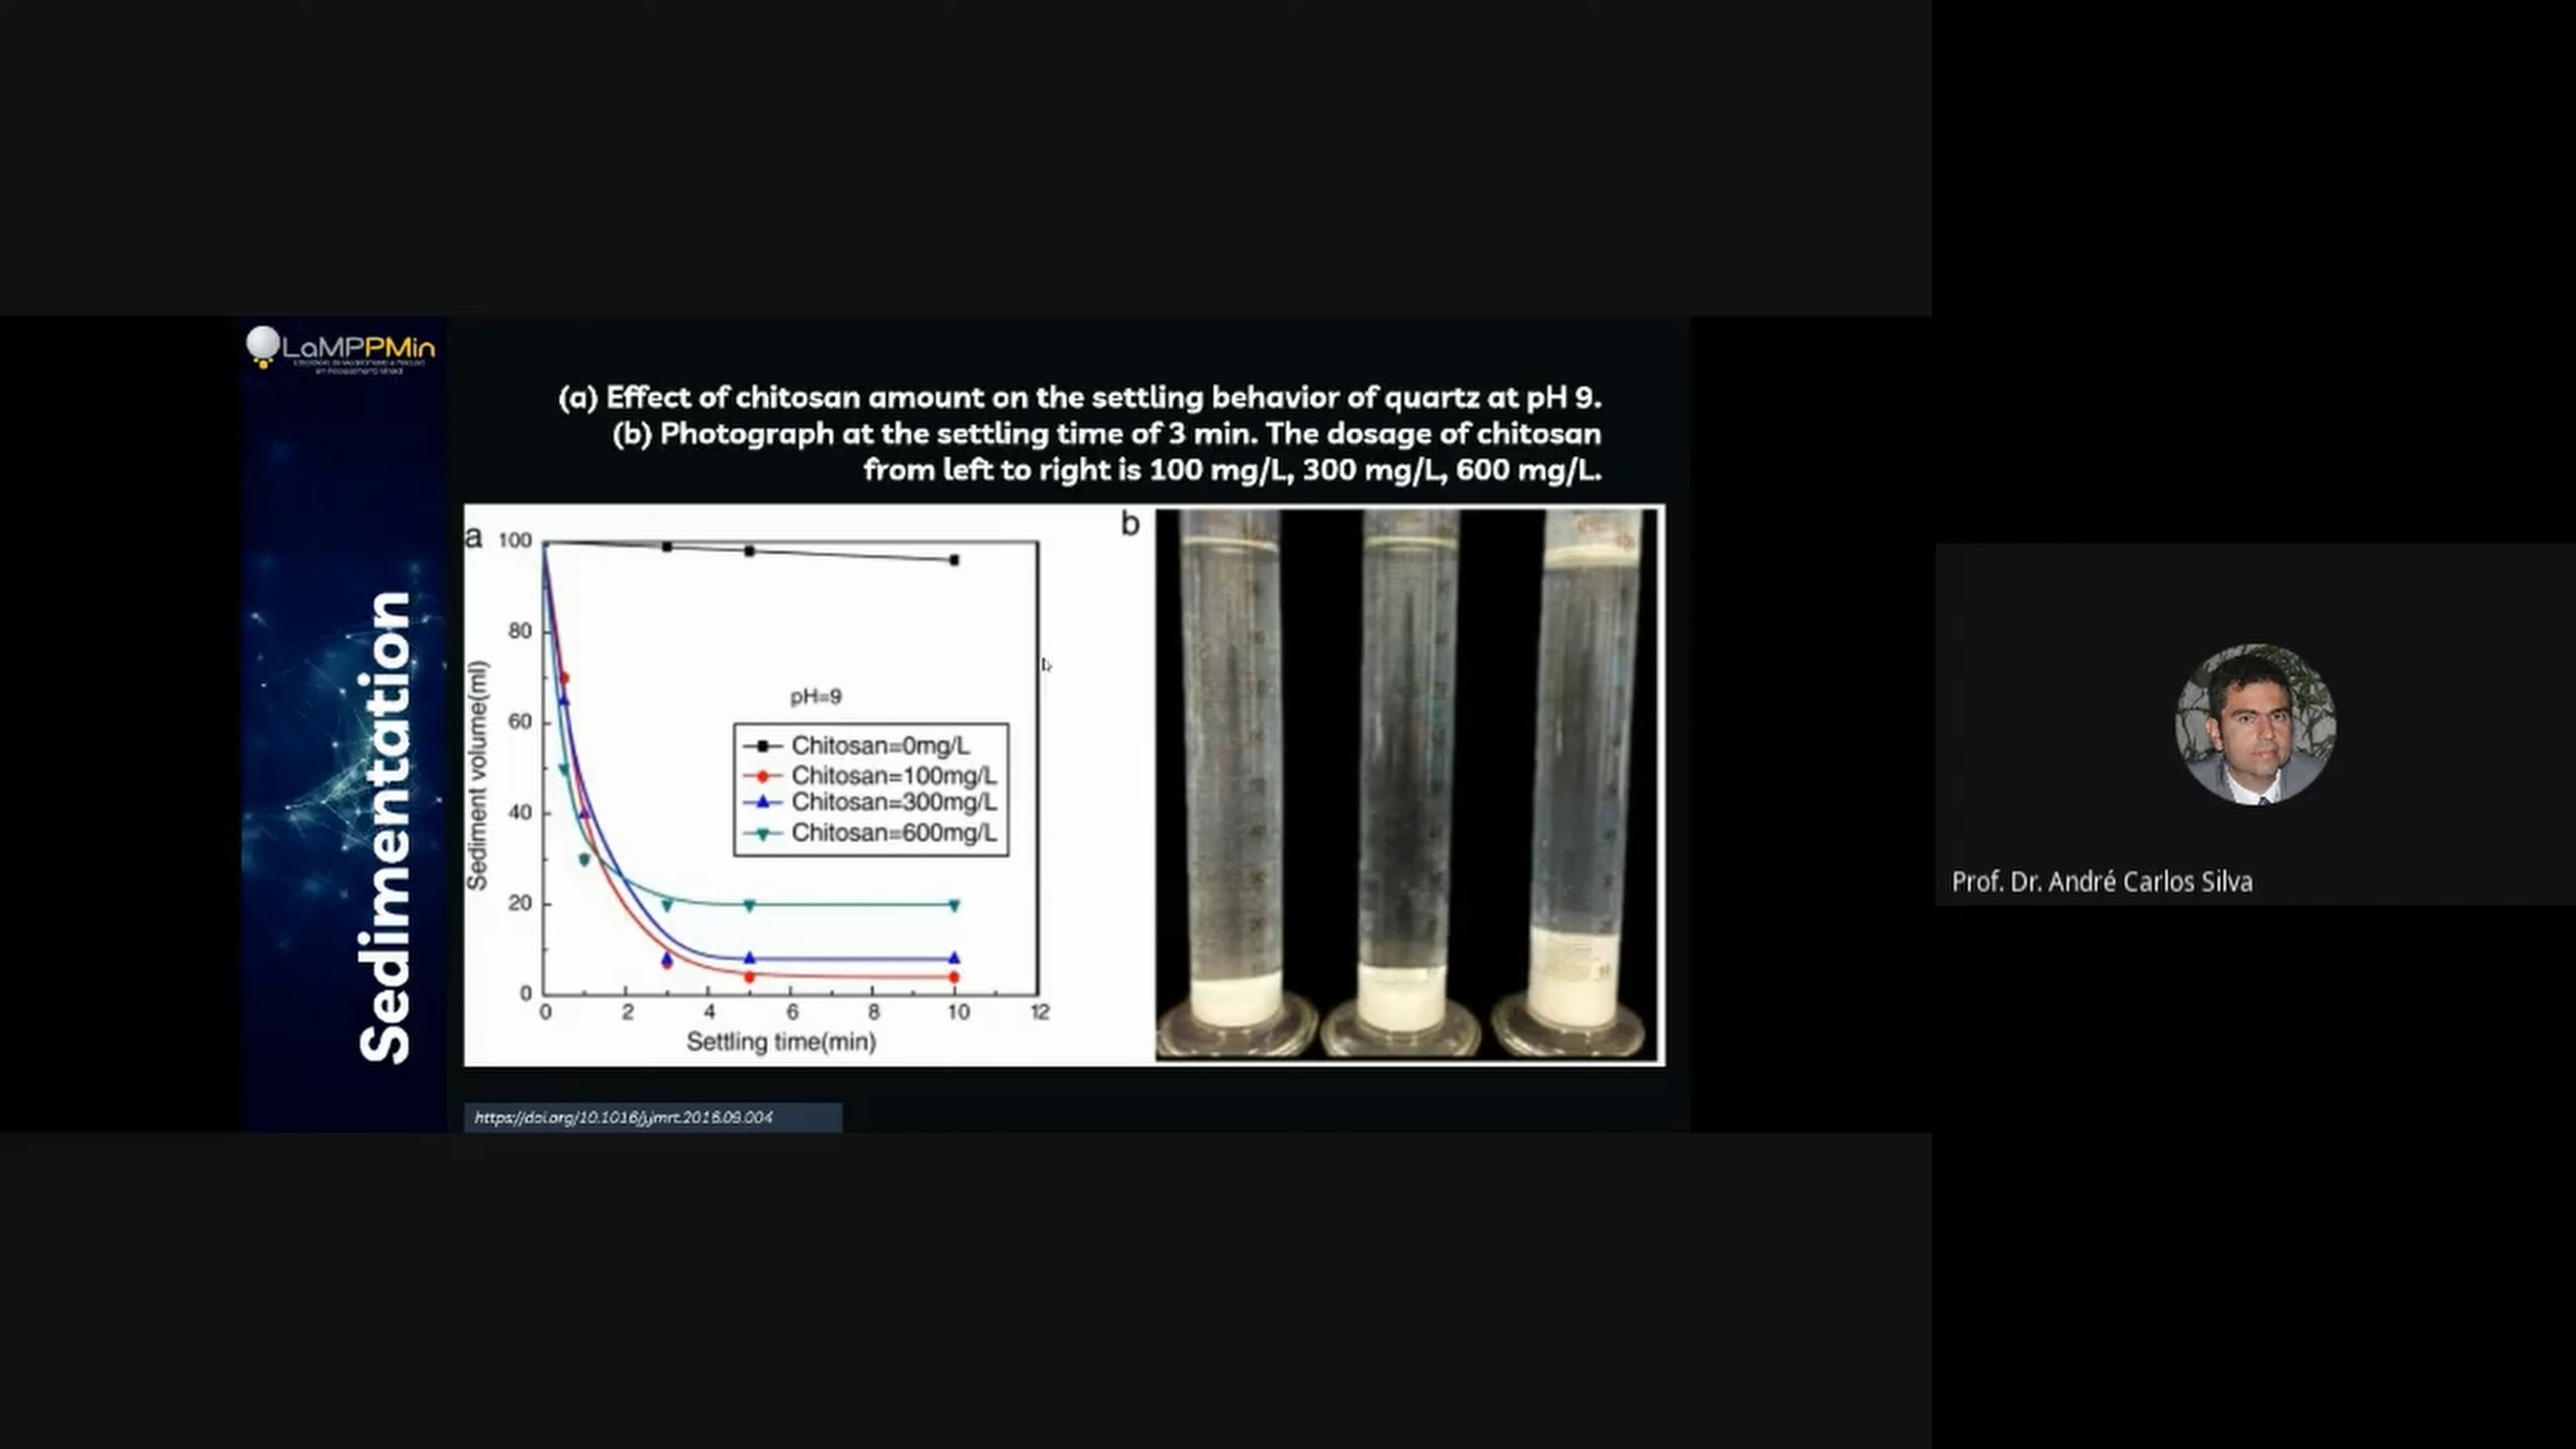 LaMPPMin
(a) Effect of chitosan amount on the settling behavior of quartz at pH 9.
(b) Photograph at the settling time of 3 min. The dosage of chitosan
from left to right is 100 mg/L, 300 mg/L, 600 mg/L.
Sedimentation
a
100
80
60
40
20
0
Sediment volume(ml)
pH=9
Chitosan=0mg/L
Chitosan=100mg/L
Chitosan=300mg/L
Chitosan=600mg/L
0 2 4 6 8 10 12
Settling time(min)
b
https://doi.org/10.1016/j.jmrt.2016.09.004
Prof. Dr. André Carlos Silva